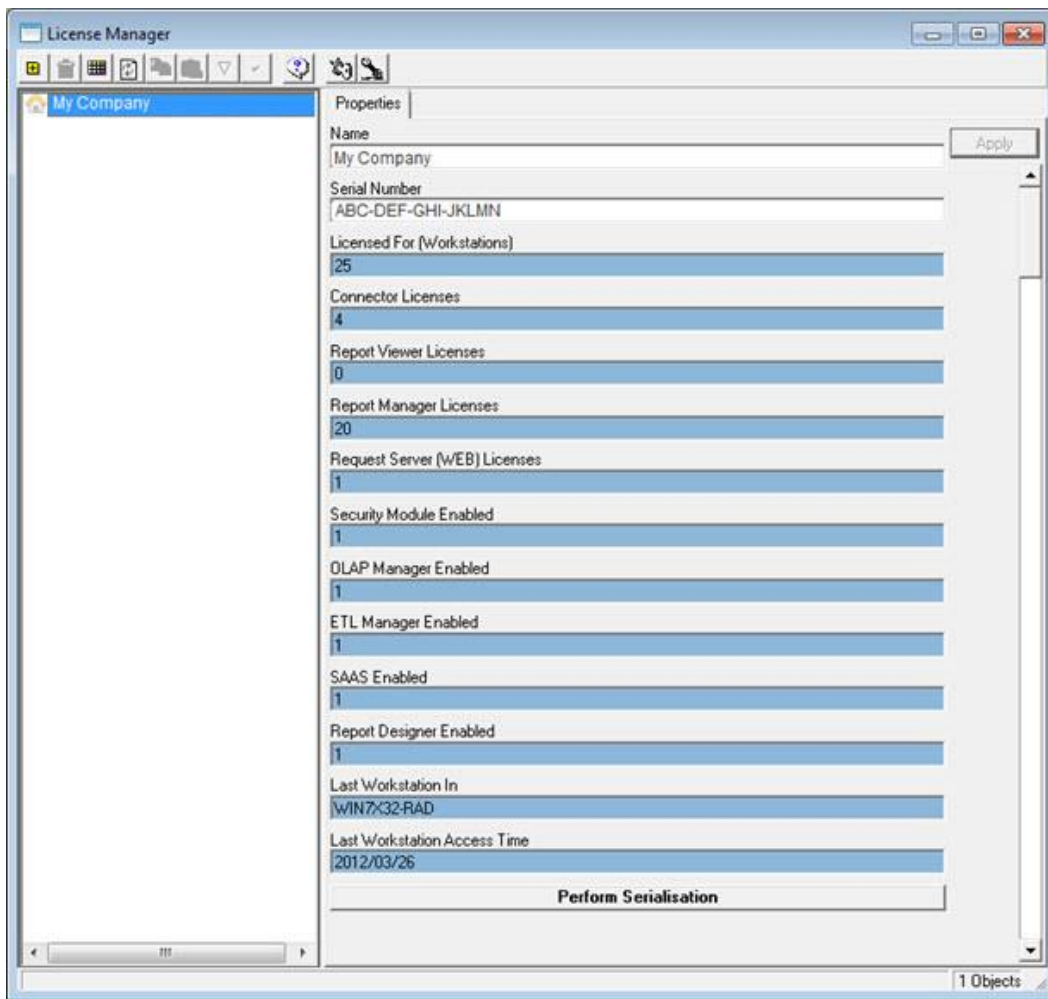 License Manager
My Company
Properties
Name
Apply
My Company
Serial Number
ABC-DEF-GHI-JKLMN
Licensed For (Workstations)
25
Connector Licenses
4
Report Viewer Licenses
0
Report Manager Licenses
20
Request Server (WEB) Licenses
1
Security Module Enabled
1
OLAP Manager Enabled
1
ETL Manager Enabled
1
SAAS Enabled
1
Report Designer Enabled
1
Last Workstation In
WIN7X32-RAD
Last Workstation Access Time
2012/03/26
Perform Serialisation
1 Objects